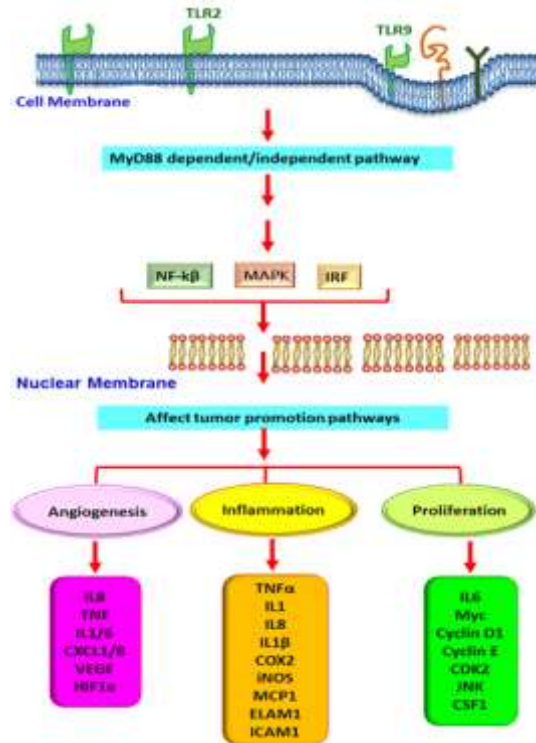 TLR2
TLR9
Cell Membrane
MyD88 dependent/independent pathway
NF-kβ
MAPK
IRF
Nuclear Membrane
Affect tumor promotion pathways
Angiogenesis
Inflammation
Proliferation
IL8
TNF
IL1/6
CXCL1/8
VEGF
HIF1α
TNFα
IL1
IL8
IL1β
COX2
iNOS
MCP1
ELAM1
ICAM1
IL6
Myc
Cyclin D1
Cyclin E
CDK2
JNK
CSF1